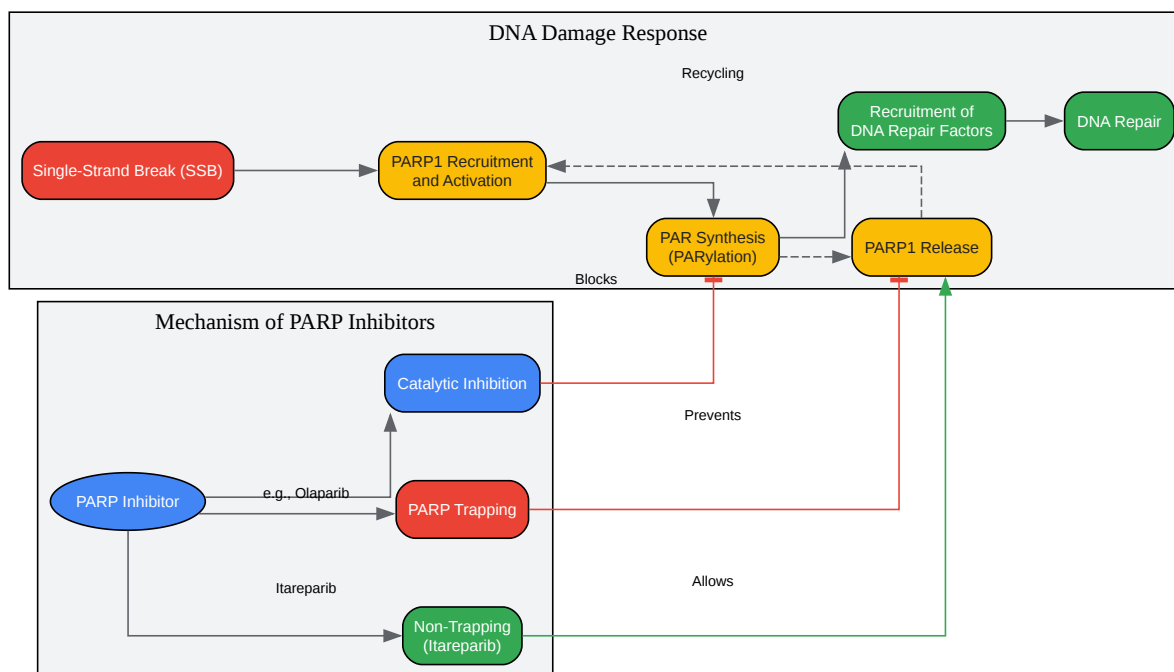 DNA Damage Response
Recycling
Recruitment of
DNA Repair Factors
DNA Repair
Single-Strand Break (SSB)
PARP1 Recruitment
and Activation
PAR Synthesis
(PARylation)
PARP1 Release
Blocks
Mechanism of PARP Inhibitors
Catalytic Inhibition
Prevents
PARP Inhibitor
e.g., Olaparib
PARP Trapping
Itareparib
Allows
Non-Trapping
(Itareparib)